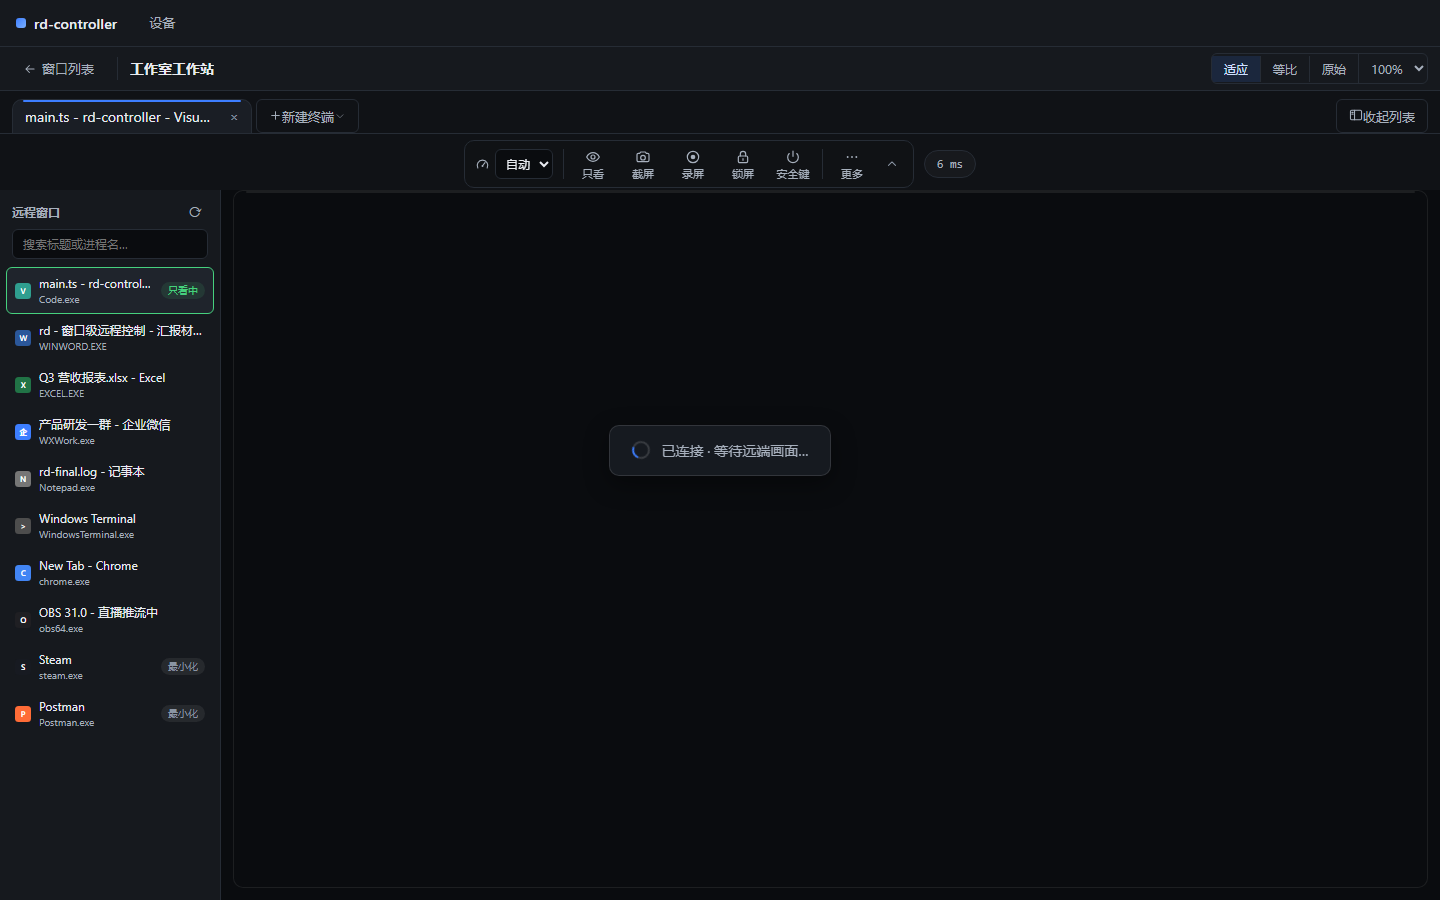 rd-controller 设备
← 窗口列表 工作室工作站 适应 等比 原始 100%
main.ts - rd-controller - Visu... × +新建终端 收起列表
自动 只看 截屏 录屏 锁屏 安全键 ... 更多 6 ms
远程窗口
搜索标题或进程名...
V main.ts - rd-control... 只看中
Code.exe
W rd - 窗口级远程控制 - 汇报材...
WINWORD.EXE
X Q3 营收报表.xlsx - Excel
EXCEL.EXE
企 产品研发一群 - 企业微信
WXWork.exe
已连接 · 等待远端画面...
N rd-final.log - 记事本
Notepad.exe
> Windows Terminal
WindowsTerminal.exe
C New Tab - Chrome
chrome.exe
O OBS 31.0 - 直播推流中
obs64.exe
S Steam 最小化
steam.exe
P Postman 最小化
Postman.exe